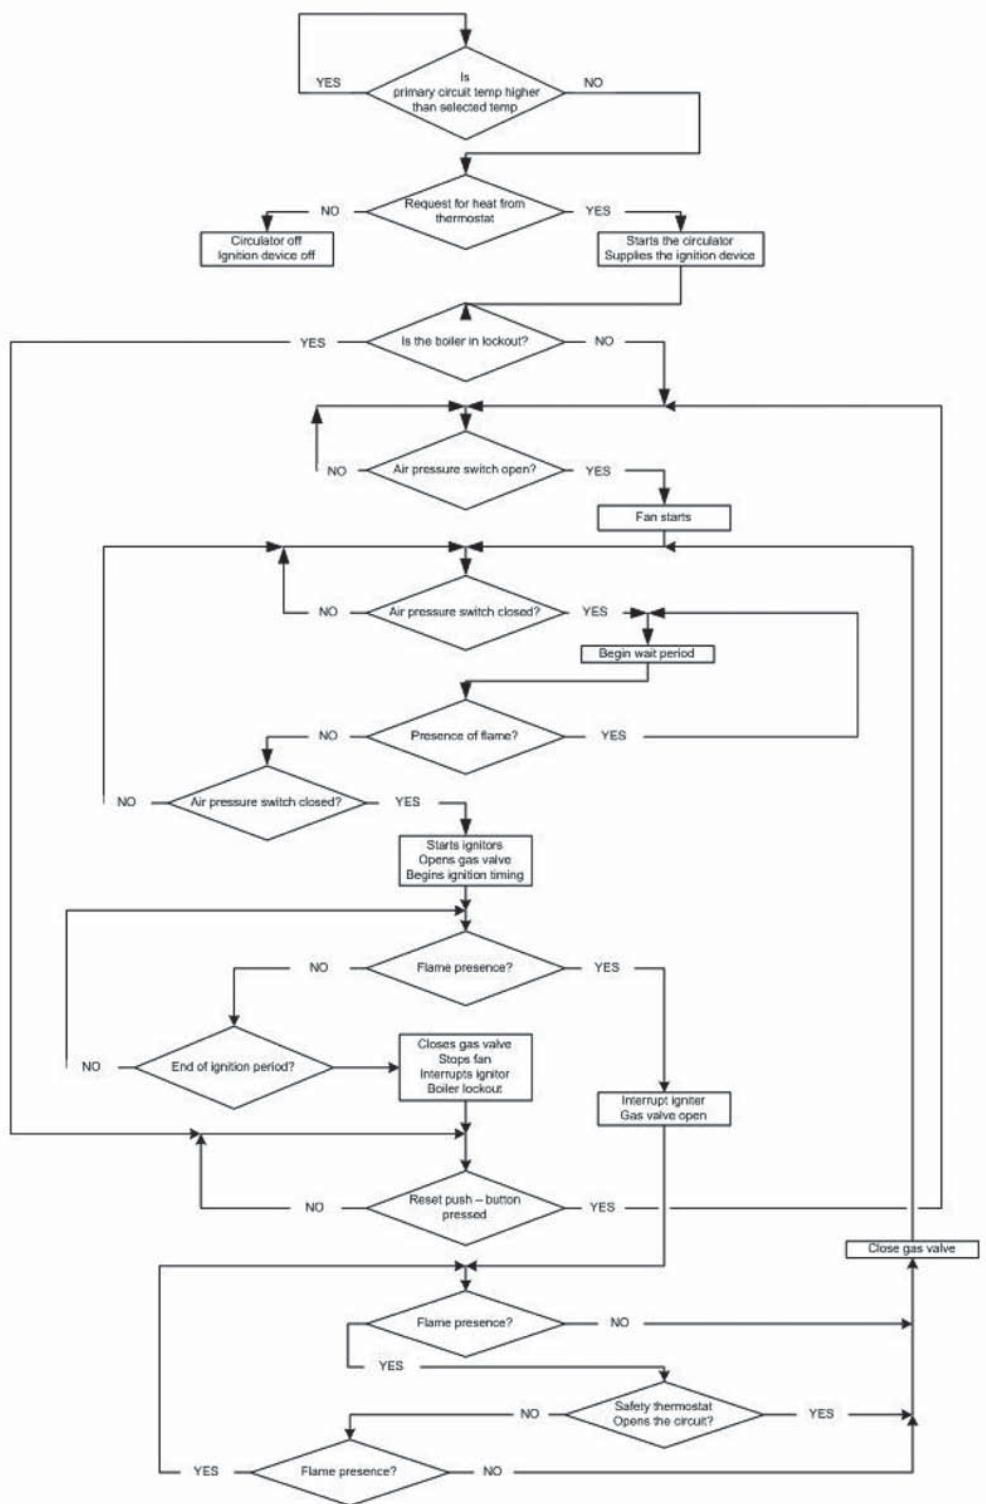 Is
primary circuit temp higher
than selected temp
YES
NO
Request for heat from
thermostat
NO
YES
Circulator off
Ignition device off
Starts the circulator
Supplies the ignition device
YES
Is the boiler in lockout?
NO
NO
Air pressure switch open?
YES
Fan starts
NO
Air pressure switch closed?
YES
Begin wait period
NO
Presence of flame?
YES
NO
Air pressure switch closed?
YES
Starts ignitors
Opens gas valve
Begins ignition timing
NO
Flame presence?
YES
NO
End of ignition period?
Closes gas valve
Stops fan
Interrupts ignitor
Boiler lockout
Interrupt igniter
Gas valve open
NO
Reset push – button
pressed
YES
Close gas valve
Flame presence?
NO
YES
NO
Safety thermostat
Opens the circuit?
YES
YES
Flame presence?
NO